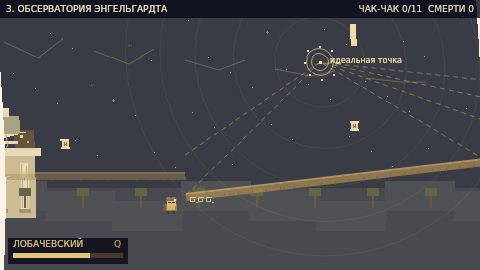 3. ОБСЕРВАТОРИЯ ЭНГЕЛЬГАРДТА
ЧАК-ЧАК 0/11 СМЕРТИ 0
идеальная точка
ЛОБАЧЕВСКИЙ Q